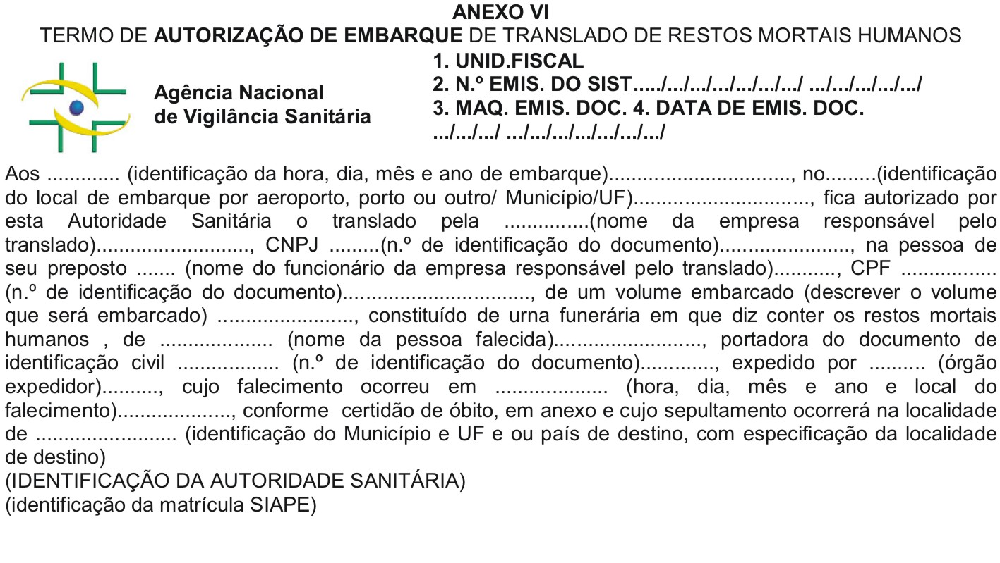 ANEXO VI
TERMO DE AUTORIZAÇÃO DE EMBARQUE DE TRANSLADO DE RESTOS MORTAIS HUMANOS
Agência Nacional
de Vigilância Sanitária
1. UNID.FISCAL
2. N.º EMIS. DO SIST...../.../.../.../.../.../.../ .../.../.../.../.../
3. MAQ. EMIS. DOC. 4. DATA DE EMIS. DOC.
.../.../.../ .../.../.../.../.../.../.../
Aos ............. (identificação da hora, dia, mês e ano de embarque)................................, no.........(identificação
do local de embarque por aeroporto, porto ou outro/ Município/UF)..............................., fica autorizado por
esta Autoridade Sanitária o translado pela ...............(nome da empresa responsável pelo
translado)..........................., CNPJ .........(n.º de identificação do documento)......................., na pessoa de
seu preposto ....... (nome do funcionário da empresa responsável pelo translado)..........., CPF .................
(n.º de identificação do documento)................................., de um volume embarcado (descrever o volume
que será embarcado) ........................, constituído de urna funerária em que diz conter os restos mortais
humanos , de .................... (nome da pessoa falecida).........................., portadora do documento de
identificação civil .................. (n.º de identificação do documento)............., expedido por .......... (órgão
expedidor).........., cujo falecimento ocorreu em .................... (hora, dia, mês e ano e local do
falecimento)...................., conforme certidão de óbito, em anexo e cujo sepultamento ocorrerá na localidade
de ......................... (identificação do Município e UF e ou país de destino, com especificação da localidade
de destino)
(IDENTIFICAÇÃO DA AUTORIDADE SANITÁRIA)
(identificação da matrícula SIAPE)